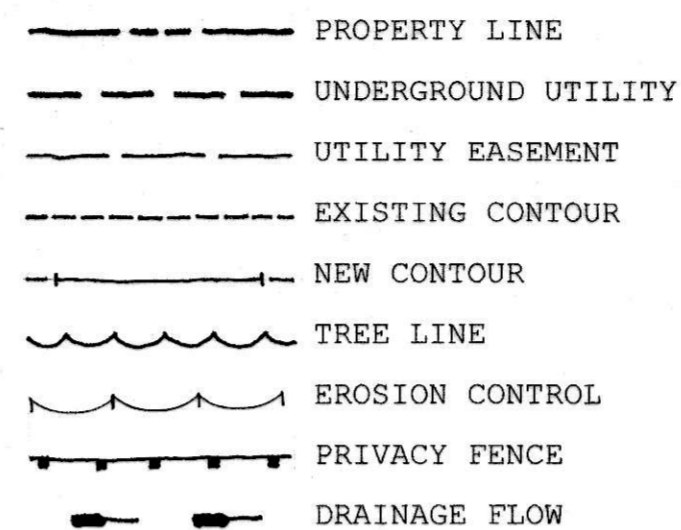 PROPERTY LINE
UNDERGROUND UTILITY
UTILITY EASEMENT
EXISTING CONTOUR
NEW CONTOUR
TREE LINE
EROSION CONTROL
PRIVACY FENCE
DRAINAGE FLOW